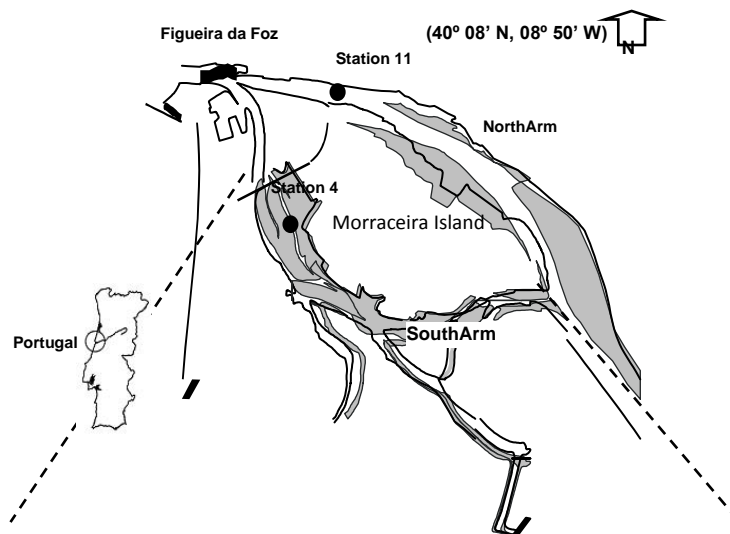 Figueira da Foz
(40º 08' N, 08º 50' W)
N
Station 11
NorthArm
Station 4
Morraceira Island
Portugal
SouthArm